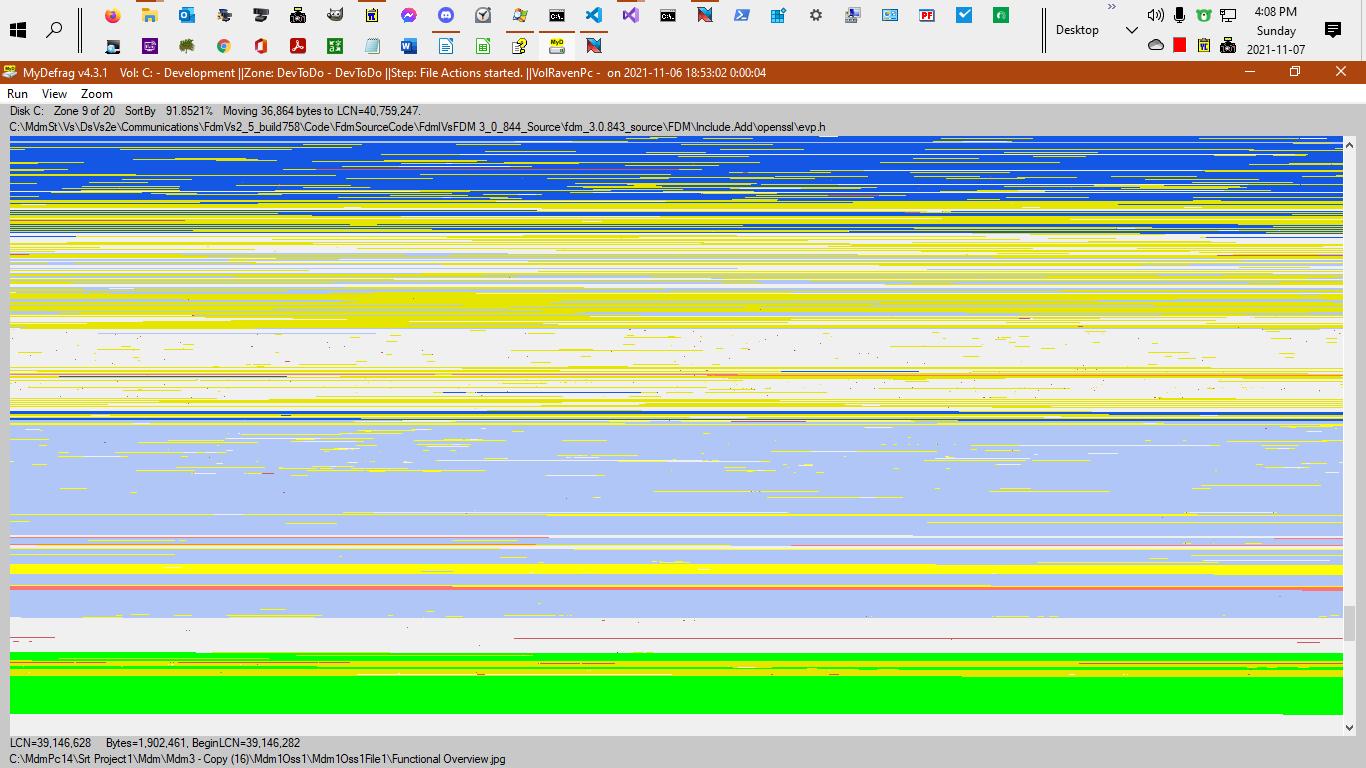 4:08 PM
Desktop
Sunday
2021-11-07
MyDefrag v4.3.1 Vol: C: - Development ||Zone: DevToDo - DevToDo ||Step: File Actions started. ||VolRavenPc - on 2021-11-06 18:53:02 0:00:04
Run View Zoom
Disk C: Zone 9 of 20 SortBy 91.8521% Moving 36,864 bytes to LCN=40,759,247.
C:\MdmSt\Vs\DsVs2e\Communications\FdmVs2_5_build758\Code\FdmSourceCode\FdmIVsFDM 3_0_844_Source\fdm_3.0.843_source\FDM\Include.Add\openssl\evp.h
LCN=39,146,628 Bytes=1,902,461, BeginLCN=39,146,282
C:\MdmPc14\Srt Project1\Mdm\Mdm3 - Copy (16)\Mdm1Oss1\Mdm1Oss1File1\Functional Overview.jpg